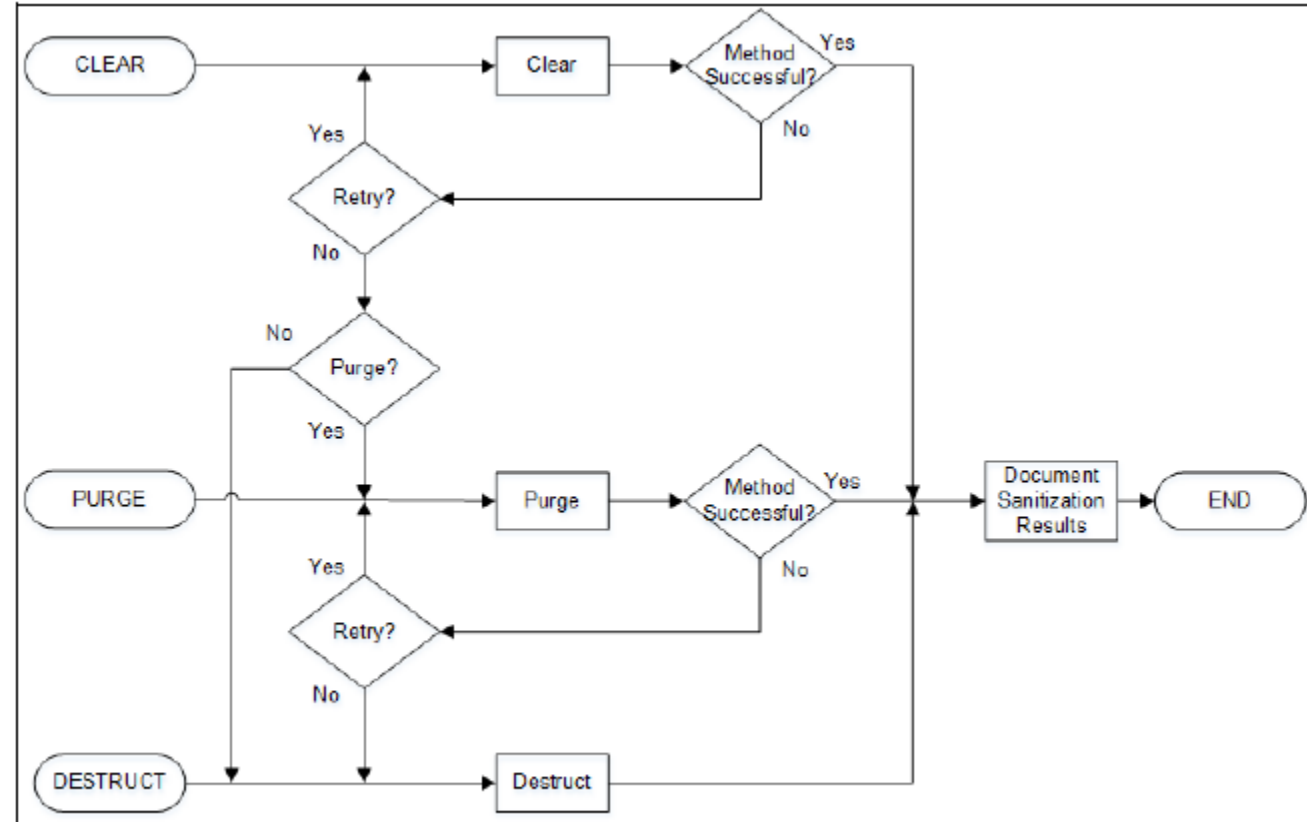 CLEAR
Clear
Method
Successful?
Yes
No
Yes
Retry?
No
No
Purge?
Yes
PURGE
Purge
Method
Successful?
Yes
No
Document
Sanitization
Results
END
Yes
Retry?
No
DESTRUCT
Destruct